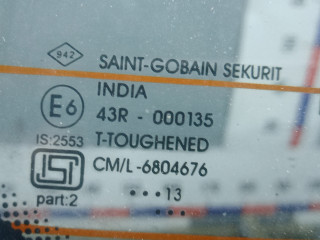 942 SAINT-GOBAIN SEKURIT
INDIA
E6 43R - 000135
IS:2553 T-TOUGHENED
ISI CM/L -6804676
part:2 •••13